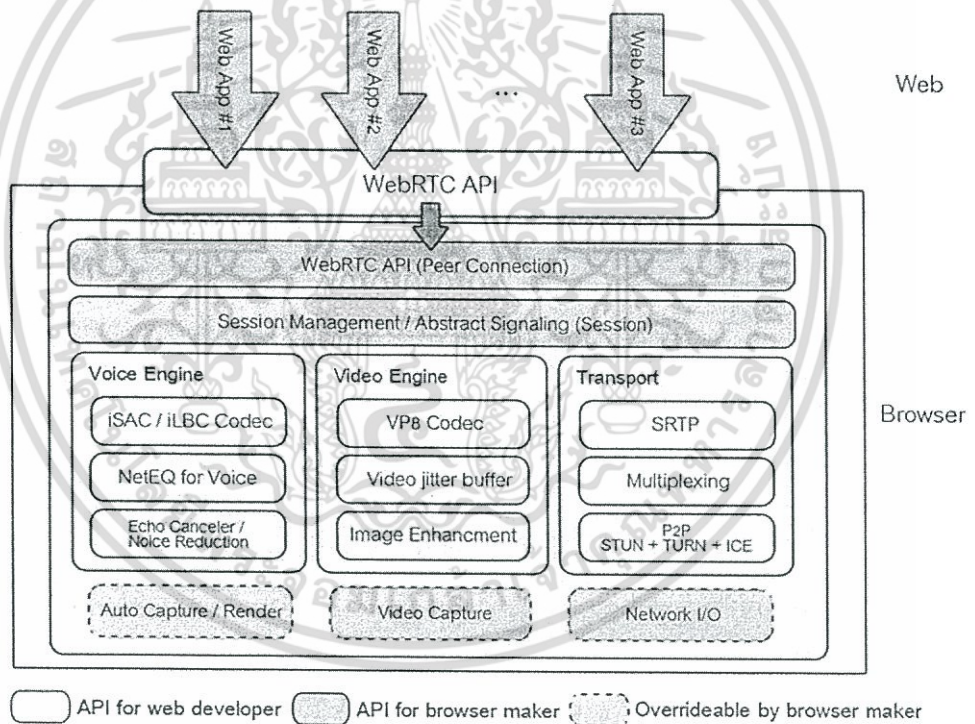 Web App #1
Web App #2
...
Web App #3
Web
WebRTC API
WebRTC API (Peer Connection)
Session Management / Abstract Signaling (Session)
Voice Engine
iSAC / iLBC Codec
NetEQ for Voice
Echo Canceler /
Noice Reduction
Video Engine
VP8 Codec
Video jitter buffer
Image Enhancment
Transport
SRTP
Multiplexing
P2P
STUN + TURN + ICE
Browser
Auto Capture / Render
Video Capture
Network I/O
API for web developer
API for browser maker
Overrideable by browser maker